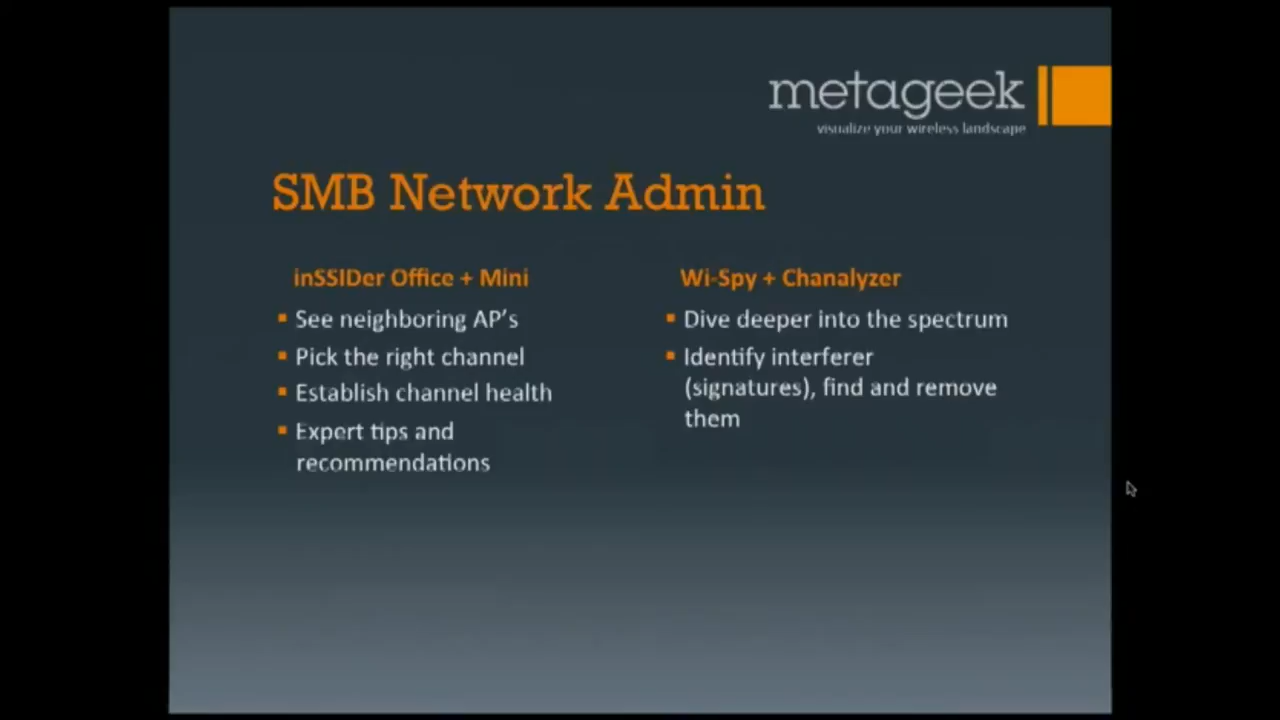 metageek
visualize your wireless landscape
SMB Network Admin
inSSIDer Office + Mini
See neighboring AP's
Pick the right channel
Establish channel health
Expert tips and
recommendations
Wi-Spy + Chanalyzer
Dive deeper into the spectrum
Identify interferer
(signatures), find and remove
them